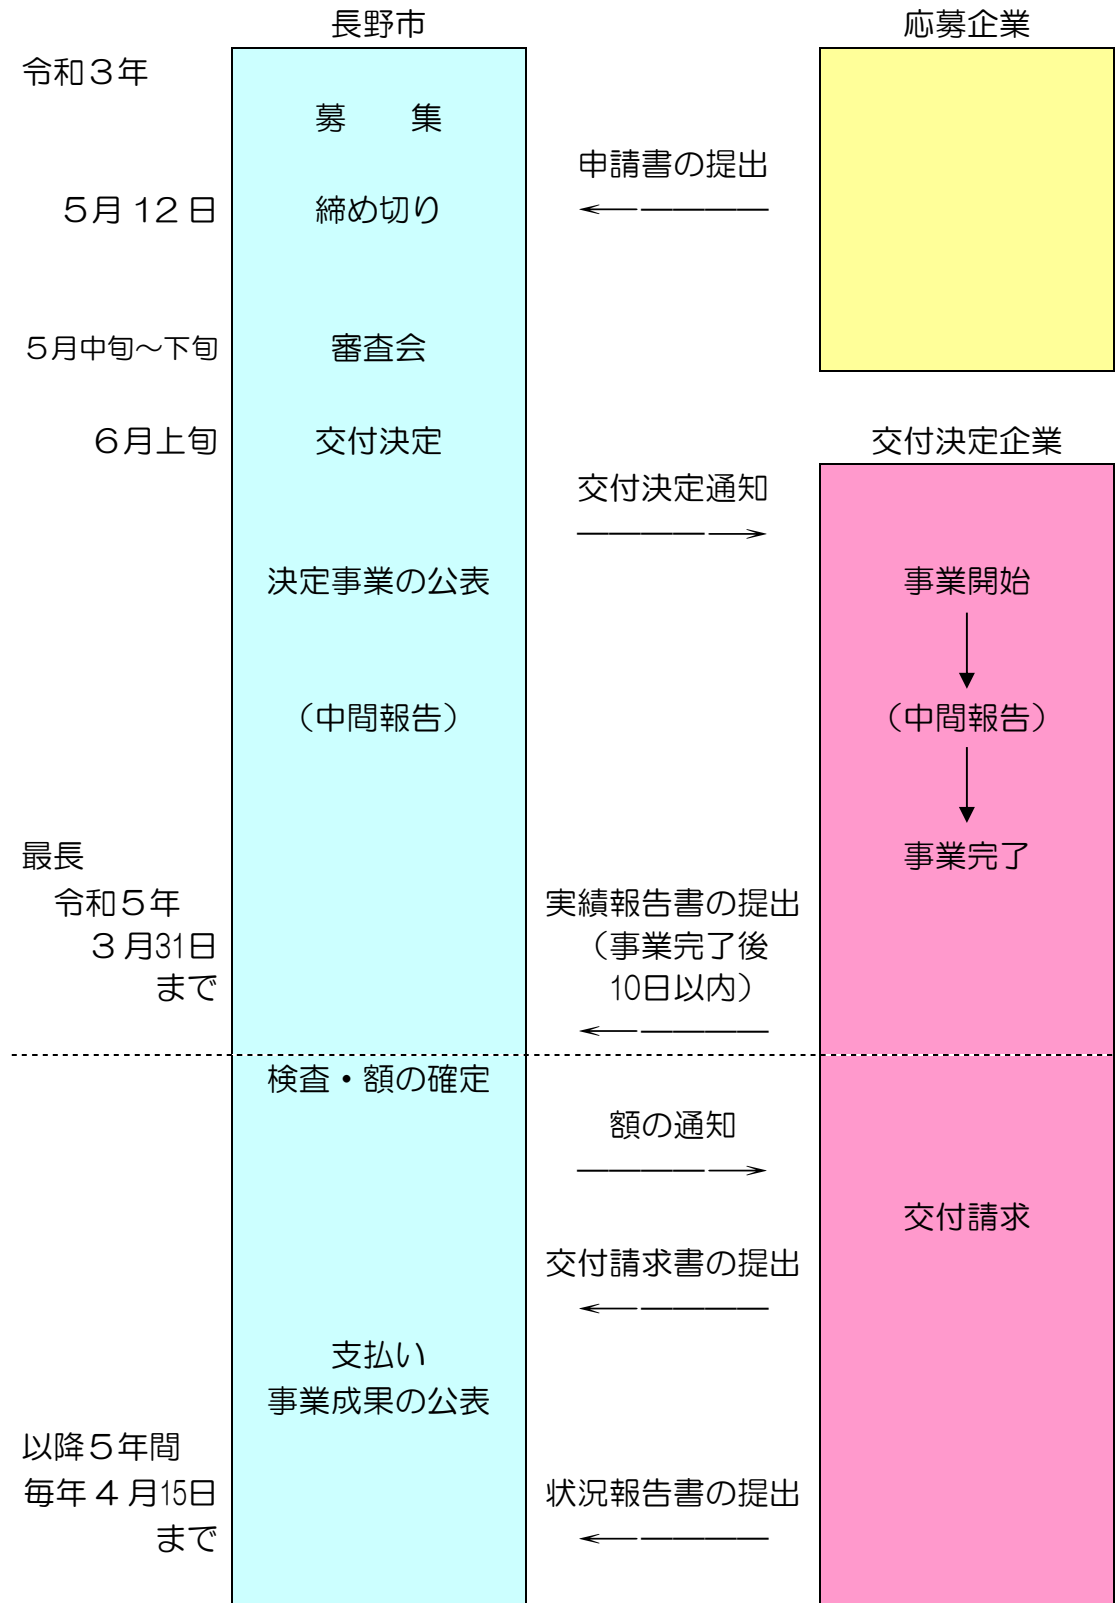 長野市　応募企業
令和３年
募　　集
申請書の提出
５月 12 日　締め切り
←――――
５月中旬～下旬　審査会
６月上旬　交付決定　交付決定企業
交付決定通知
――――→
決定事業の公表　事業開始
（中間報告）　（中間報告）
最長　事業完了
令和５年　実績報告書の提出
３月31日　（事業完了後
まで　10日以内）
←――――
検査・額の確定
額の通知
――――→
交付請求
交付請求書の提出
←――――
支払い
事業成果の公表
以降５年間
毎年４月15日　状況報告書の提出
まで　←――――